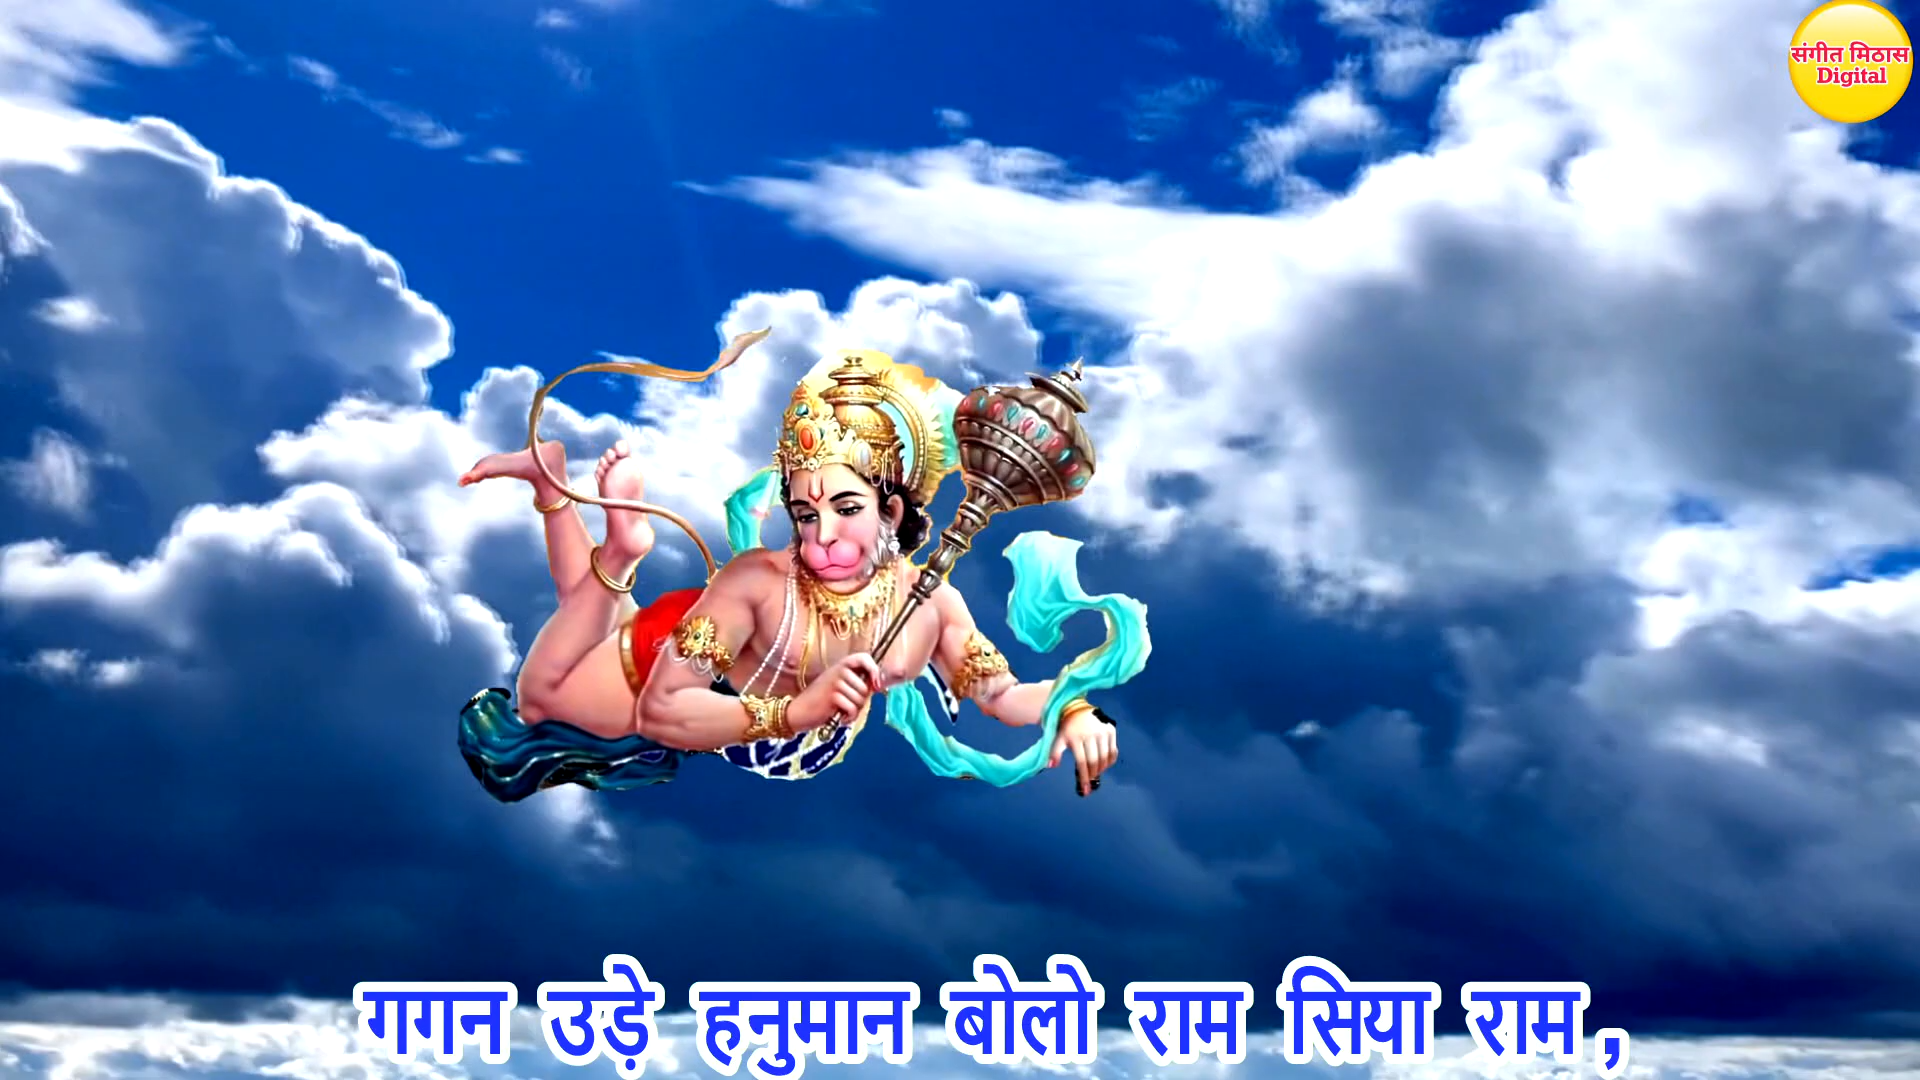 संगीत मिठास
Digital
गगन उड़े हनुमान बोलो राम सिया राम,